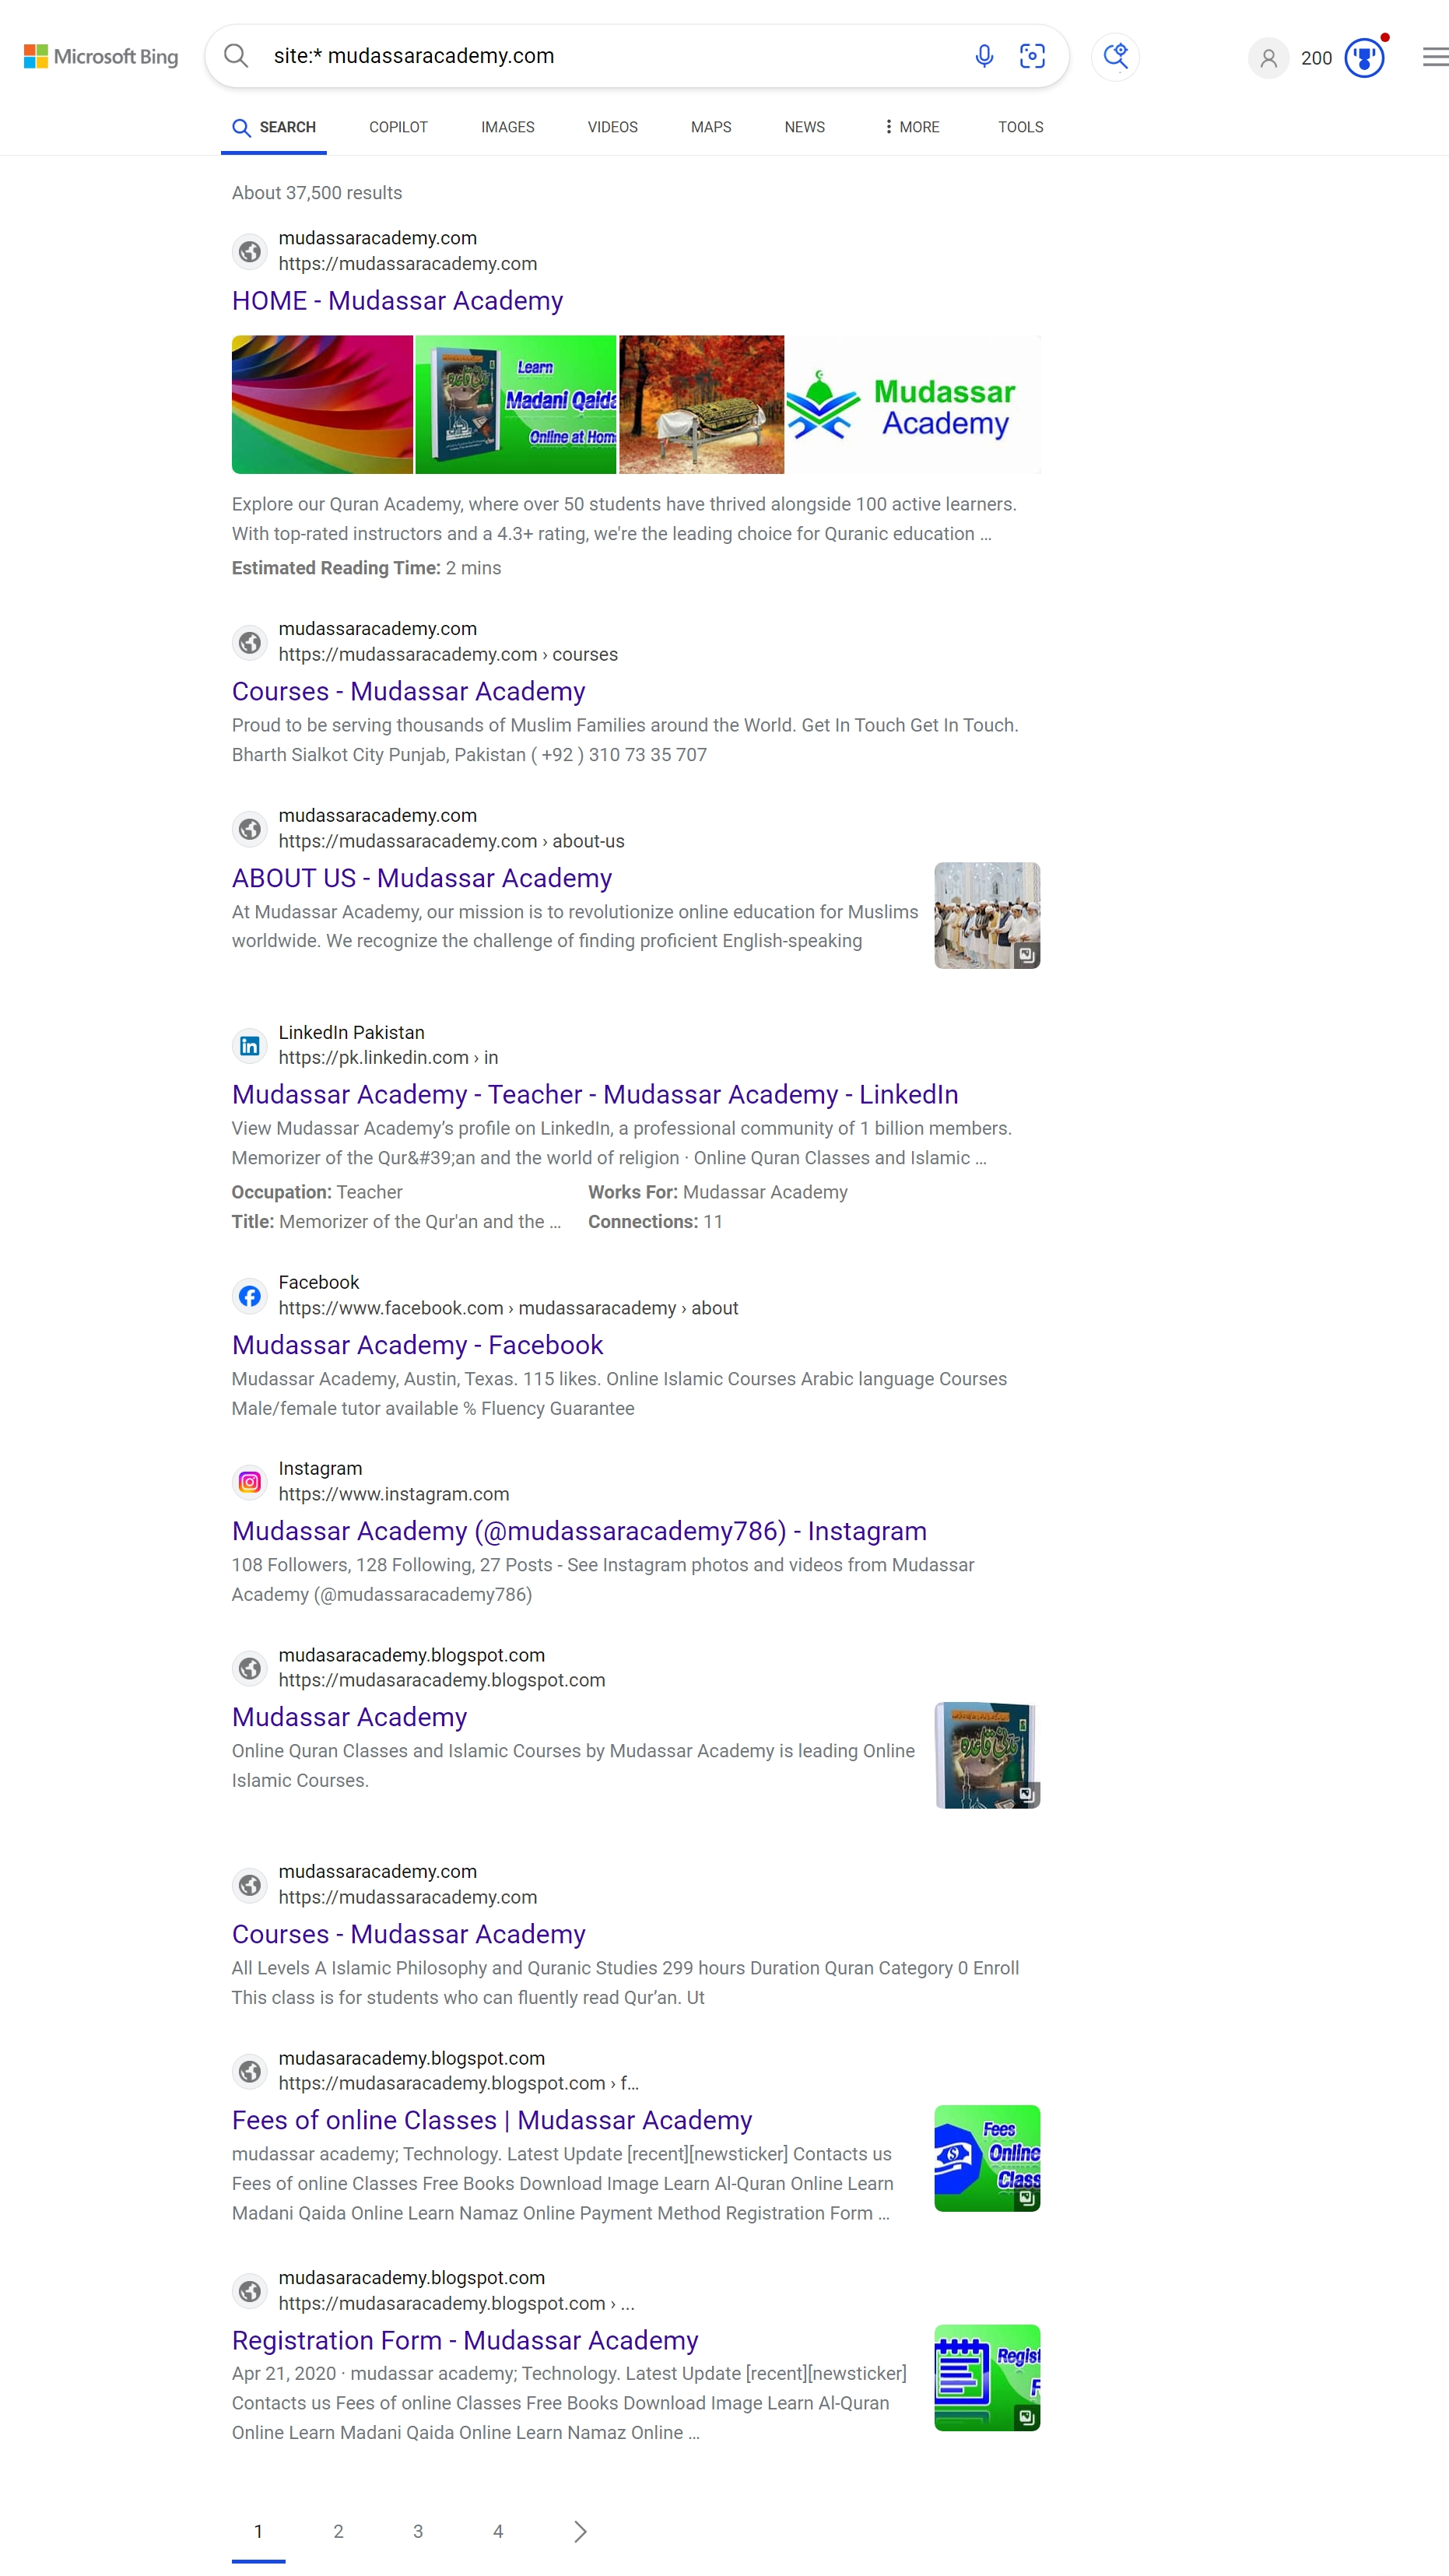 Microsoft Bing
site:* mudassaracademy.com
200
SEARCH
COPILOT
IMAGES
VIDEOS
MAPS
NEWS
MORE
TOOLS
About 37,500 results
mudassaracademy.com
https://mudassaracademy.com
HOME - Mudassar Academy
Learn
Madani Qaida
Online at Hom
Mudassar
Academy
Explore our Quran Academy, where over 50 students have thrived alongside 100 active learners.
With top-rated instructors and a 4.3+ rating, we're the leading choice for Quranic education ...
Estimated Reading Time: 2 mins
mudassaracademy.com
https://mudassaracademy.com › courses
Courses - Mudassar Academy
Proud to be serving thousands of Muslim Families around the World. Get In Touch Get In Touch.
Bharth Sialkot City Punjab, Pakistan ( +92 ) 310 73 35 707
mudassaracademy.com
https://mudassaracademy.com › about-us
ABOUT US - Mudassar Academy
At Mudassar Academy, our mission is to revolutionize online education for Muslims
worldwide. We recognize the challenge of finding proficient English-speaking
LinkedIn Pakistan
https://pk.linkedin.com › in
Mudassar Academy - Teacher - Mudassar Academy - LinkedIn
View Mudassar Academy’s profile on LinkedIn, a professional community of 1 billion members.
Memorizer of the Qur&#39;an and the world of religion · Online Quran Classes and Islamic ...
Occupation: Teacher
Works For: Mudassar Academy
Title: Memorizer of the Qur'an and the ...
Connections: 11
Facebook
https://www.facebook.com › mudassaracademy › about
Mudassar Academy - Facebook
Mudassar Academy, Austin, Texas. 115 likes. Online Islamic Courses Arabic language Courses
Male/female tutor available % Fluency Guarantee
Instagram
https://www.instagram.com
Mudassar Academy (@mudassaracademy786) - Instagram
108 Followers, 128 Following, 27 Posts - See Instagram photos and videos from Mudassar
Academy (@mudassaracademy786)
mudasaracademy.blogspot.com
https://mudasaracademy.blogspot.com
Mudassar Academy
Online Quran Classes and Islamic Courses by Mudassar Academy is leading Online
Islamic Courses.
مدنی قاعدہ
mudassaracademy.com
https://mudassaracademy.com
Courses - Mudassar Academy
All Levels A Islamic Philosophy and Quranic Studies 299 hours Duration Quran Category 0 Enroll
This class is for students who can fluently read Qur’an. Ut
mudasaracademy.blogspot.com
https://mudasaracademy.blogspot.com › f...
Fees of online Classes | Mudassar Academy
mudassar academy; Technology. Latest Update [recent][newsticker] Contacts us
Fees of online Classes Free Books Download Image Learn Al-Quran Online Learn
Madani Qaida Online Learn Namaz Online Payment Method Registration Form ...
Fees
Online
Class
mudasaracademy.blogspot.com
https://mudasaracademy.blogspot.com › ...
Registration Form - Mudassar Academy
Apr 21, 2020 · mudassar academy; Technology. Latest Update [recent][newsticker]
Contacts us Fees of online Classes Free Books Download Image Learn Al-Quran
Online Learn Madani Qaida Online Learn Namaz Online ...
Regist
F
1
2
3
4